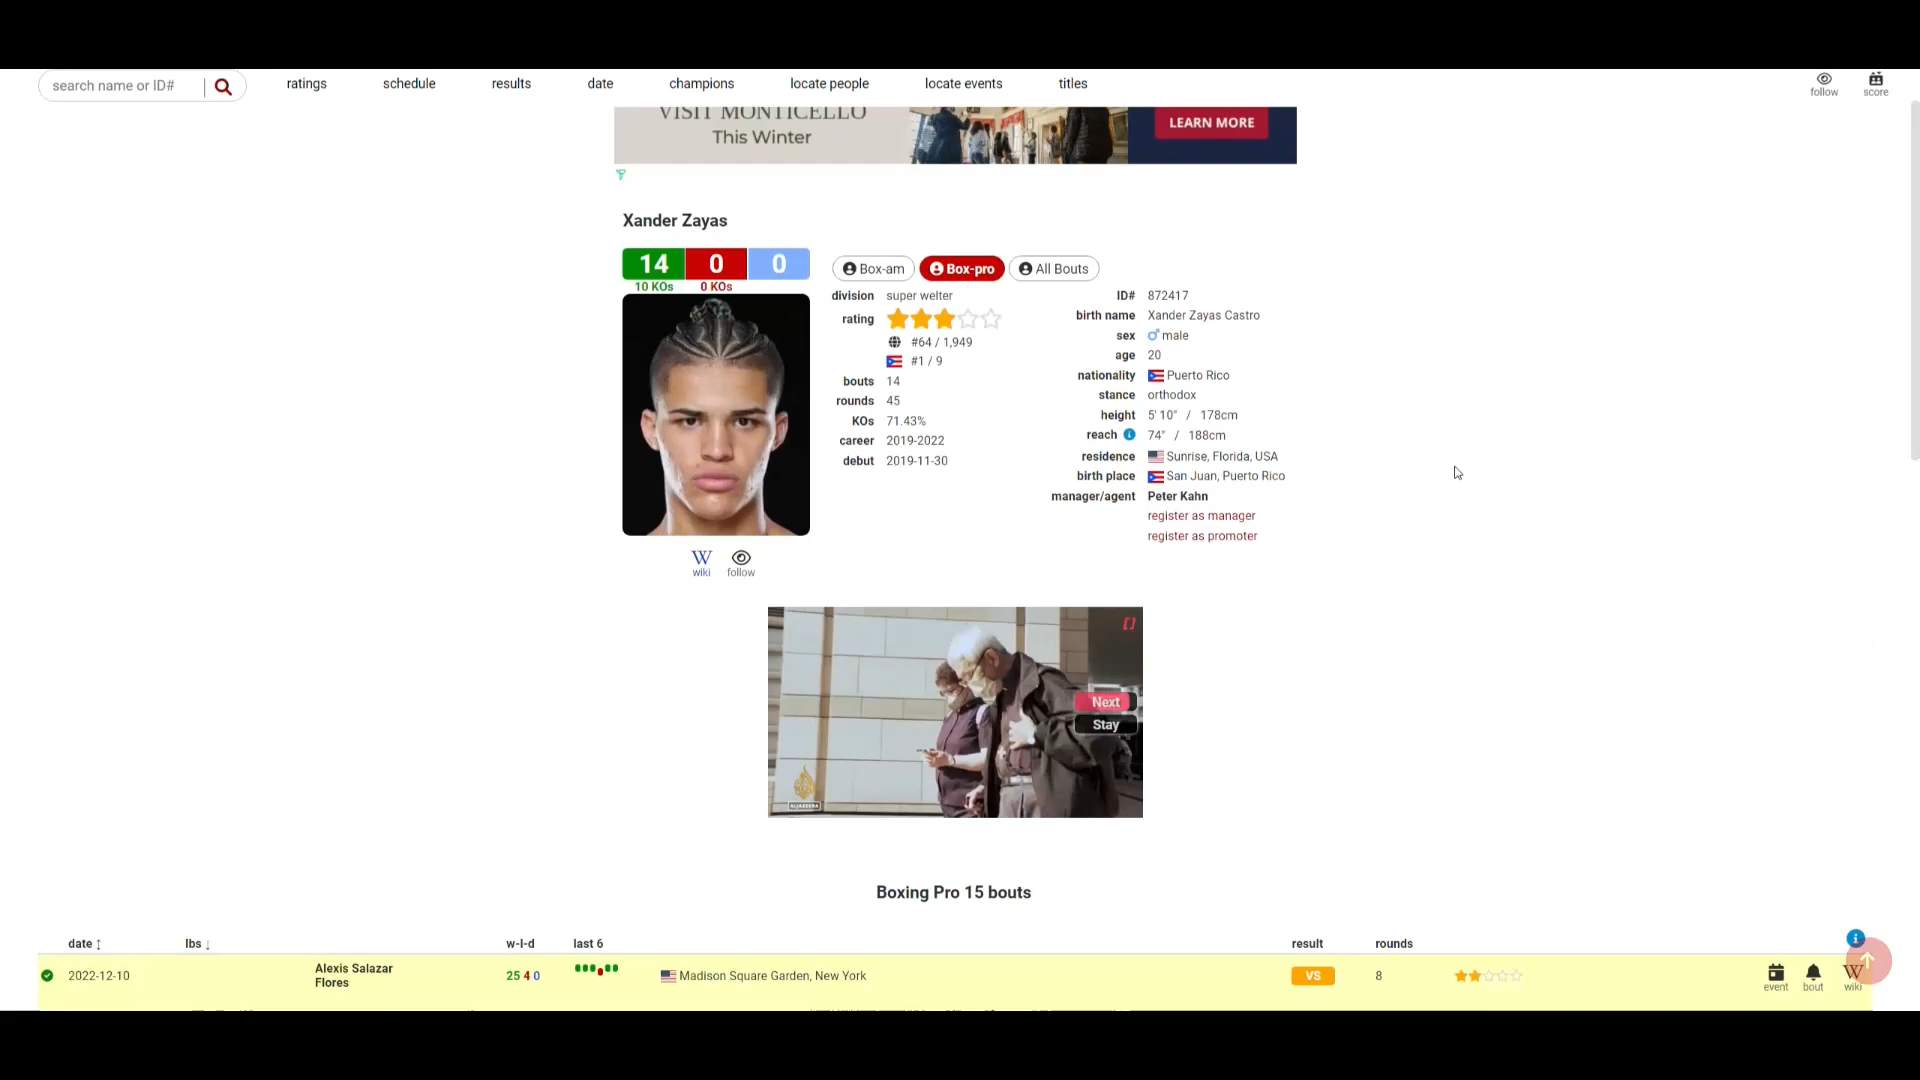 search name or ID#
ratings
schedule
results
date
champions
locate people
locate events
titles
follow
score
VISIT MONTICELLO
This Winter
LEARN MORE
Xander Zayas
14 0 0
10 KOs 0 KOs
Box-am
Box-pro
All Bouts
division super welter
rating
#64 / 1,949
#1 / 9
bouts 14
rounds 45
KOs 71.43%
career 2019-2022
debut 2019-11-30
ID# 872417
birth name Xander Zayas Castro
sex male
age 20
nationality Puerto Rico
stance orthodox
height 5' 10" / 178cm
reach 74" / 188cm
residence Sunrise, Florida, USA
birth place San Juan, Puerto Rico
manager/agent Peter Kahn
register as manager
register as promoter
W
wiki
follow
Next
Stay
ALJAZEERA
Boxing Pro 15 bouts
date lbs w-l-d last 6 result rounds
2022-12-10 Alexis Salazar Flores 25 4 0 Madison Square Garden, New York VS 8
event
bout
W
wiki